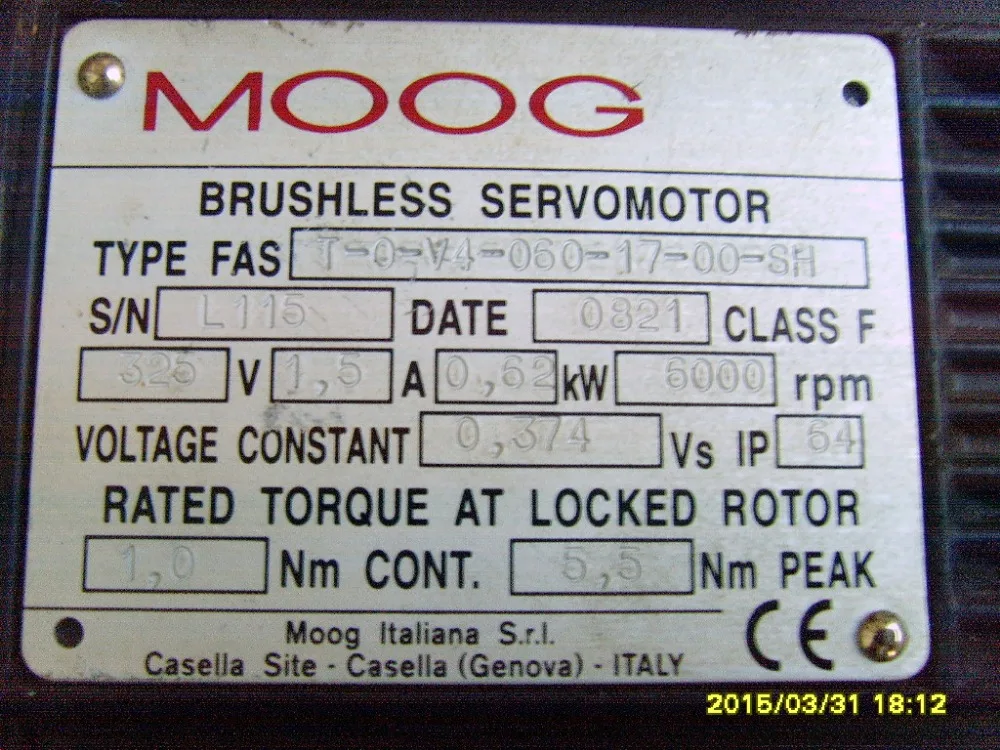 MOOG
BRUSHLESS SERVOMOTOR
TYPE FAS T-0-V4-060-17-00-SH
S/N L115 DATE 0821 CLASS F
325 V 1,5 A 0,62 kW 6000 rpm
VOLTAGE CONSTANT 0,374 Vs IP 64
RATED TORQUE AT LOCKED ROTOR
1,0 Nm CONT. 5,5 Nm PEAK
Moog Italiana S.r.l.
Casella Site - Casella (Genova) - ITALY
CE
2015/03/31 18:12